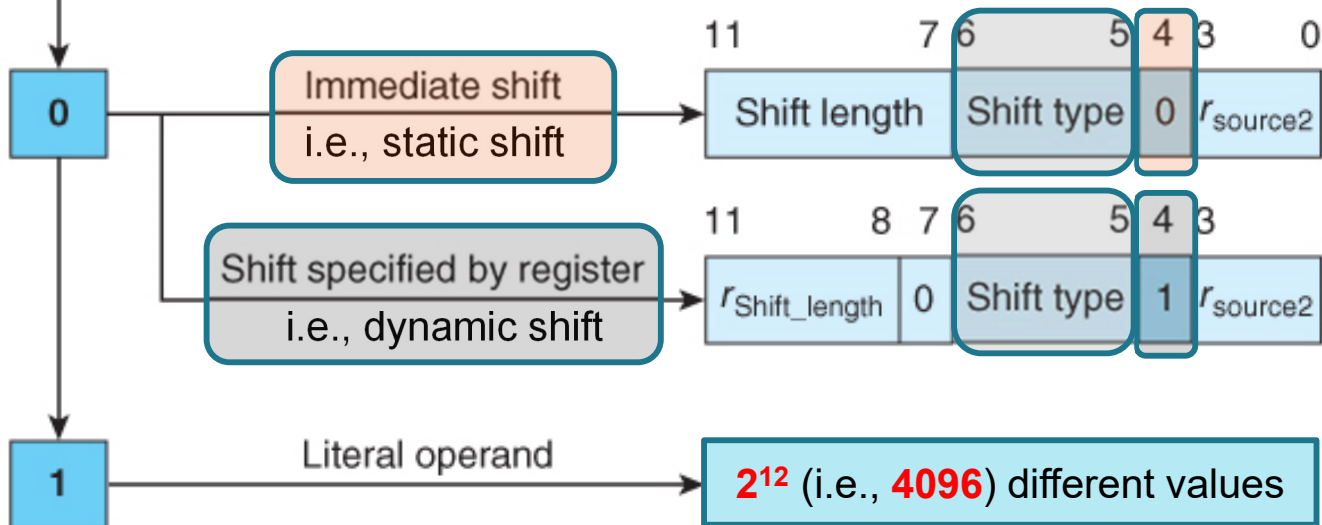 11 7 6 5 4 3 0
0 Immediate shift Shift length Shift type 0 rsource2
i.e., static shift
11 8 7 6 5 4 3
Shift specified by register rShift_length 0 Shift type 1 rsource2
i.e., dynamic shift
1 Literal operand 2¹² (i.e., 4096) different values